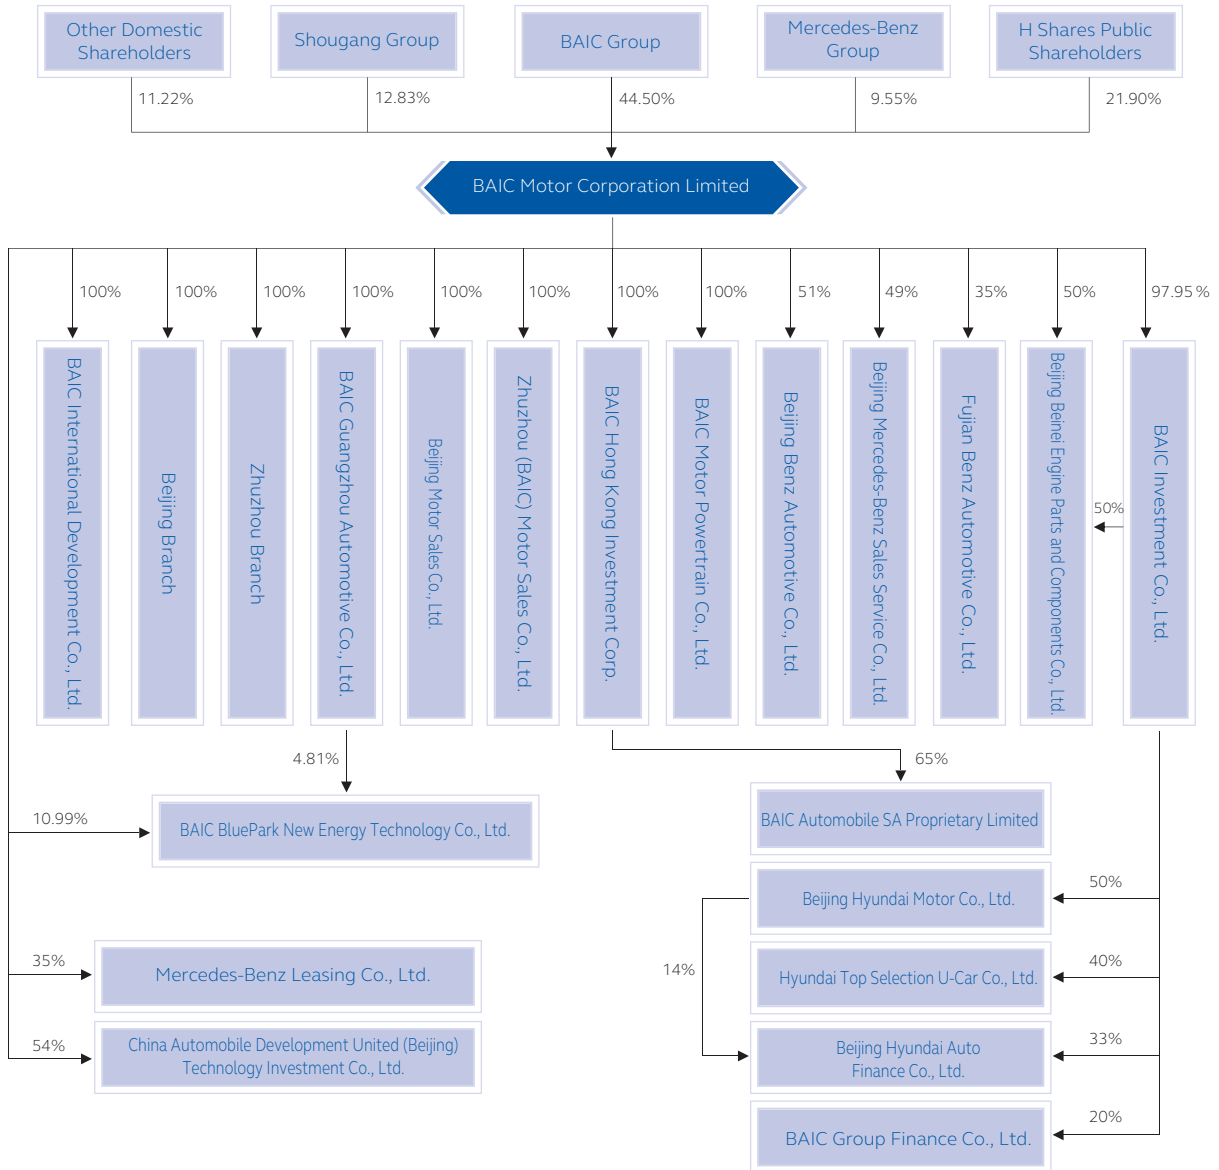 Other Domestic
Shareholders
Shougang Group
BAIC Group
Mercedes-Benz
Group
H Shares Public
Shareholders
11.22%
12.83%
44.50%
9.55%
21.90%
BAIC Motor Corporation Limited
100%
100%
100%
100%
100%
100%
100%
100%
51%
49%
35%
50%
97.95%
BAIC International Development Co., Ltd.
Beijing Branch
Zhuzhou Branch
BAIC Guangzhou Automotive Co., Ltd.
Beijing Motor Sales Co., Ltd.
Zhuzhou (BAIC) Motor Sales Co., Ltd.
BAIC Hong Kong Investment Corp.
BAIC Motor Powertrain Co., Ltd.
Beijing Benz Automotive Co., Ltd.
Beijing Mercedes-Benz Sales Service Co., Ltd.
Fujian Benz Automotive Co., Ltd.
Beijing Beinei Engine Parts and Components Co., Ltd.
50%
BAIC Investment Co., Ltd.
4.81%
65%
10.99%
BAIC BluePark New Energy Technology Co., Ltd.
BAIC Automobile SA Proprietary Limited
Beijing Hyundai Motor Co., Ltd.
50%
35%
Mercedes-Benz Leasing Co., Ltd.
14%
Hyundai Top Selection U-Car Co., Ltd.
40%
54%
China Automobile Development United (Beijing)
Technology Investment Co., Ltd.
Beijing Hyundai Auto
Finance Co., Ltd.
33%
BAIC Group Finance Co., Ltd.
20%